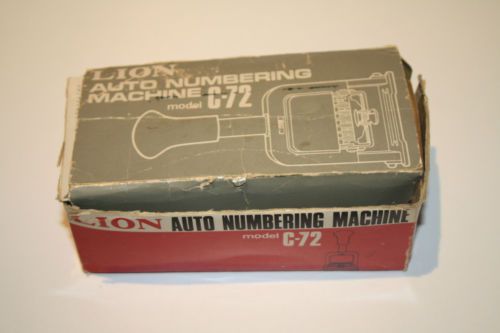 LION
AUTO NUMBERING
MACHINE
model C-72
LION AUTO NUMBERING MACHINE
model C-72